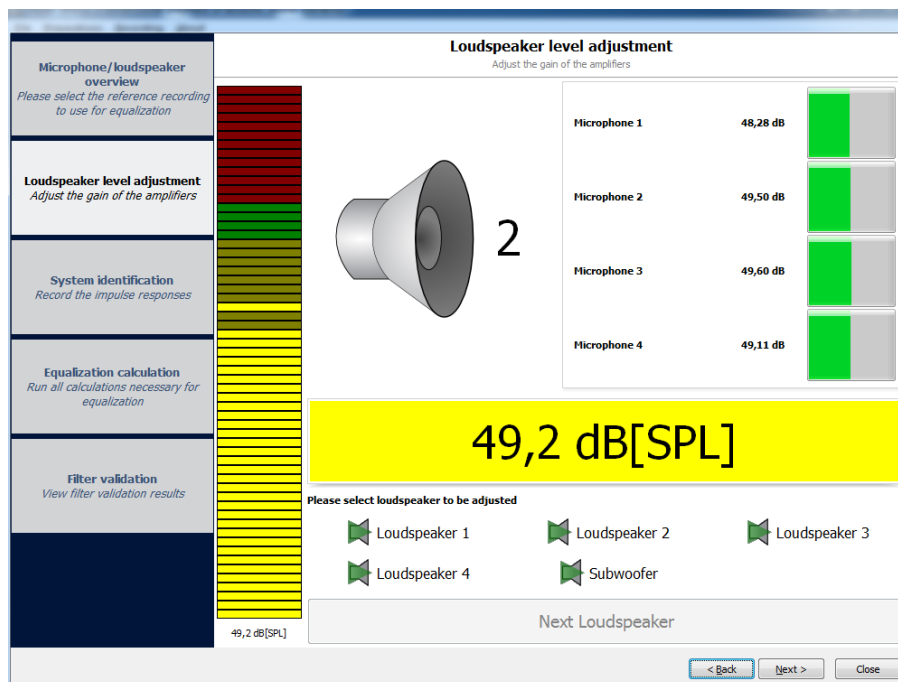 Loudspeaker level adjustment
Adjust the gain of the amplifiers
Microphone/loudspeaker
overview
Please select the reference recording
to use for equalization
Loudspeaker level adjustment
Adjust the gain of the amplifiers
System identification
Record the impulse responses
Equalization calculation
Run all calculations necessary for
equalization
Filter validation
View filter validation results
49,2 dB[SPL]
2
Microphone 1 48,28 dB
Microphone 2 49,50 dB
Microphone 3 49,60 dB
Microphone 4 49,11 dB
49,2 dB[SPL]
Please select loudspeaker to be adjusted
Loudspeaker 1 Loudspeaker 2 Loudspeaker 3
Loudspeaker 4 Subwoofer
Next Loudspeaker
< Back Next > Close